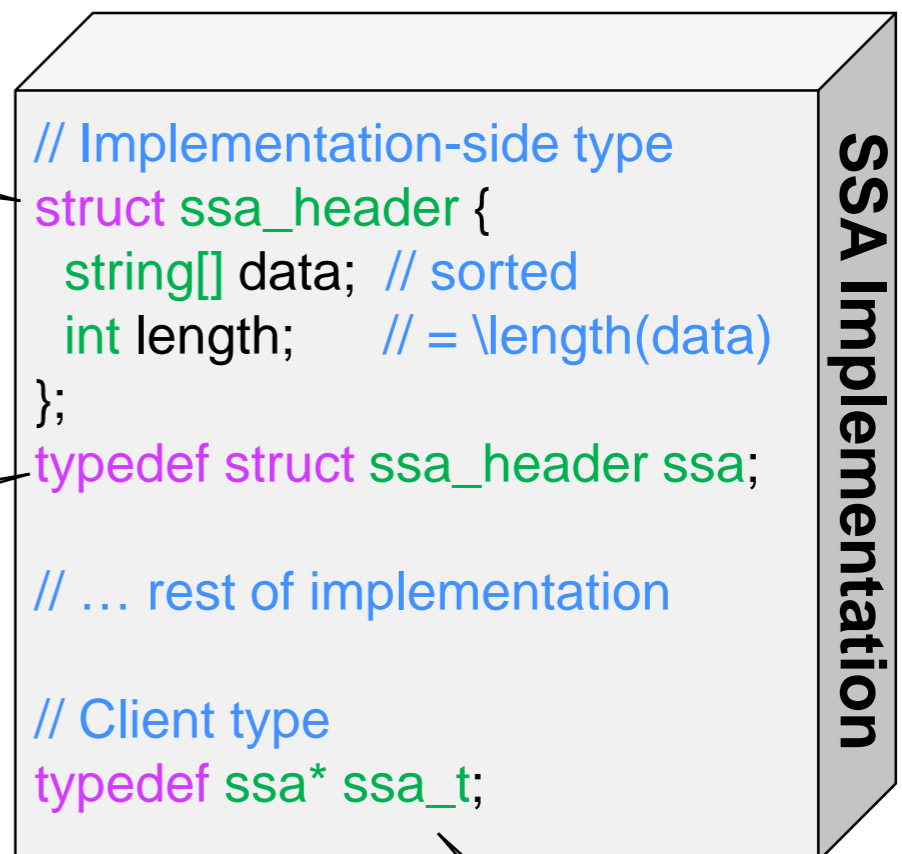 // Implementation-side type
struct ssa_header {
string[] data; // sorted
int length; // = \length(data)
};
typedef struct ssa_header ssa;
// … rest of implementation
// Client type
typedef ssa* ssa_t;
SSA Implementation